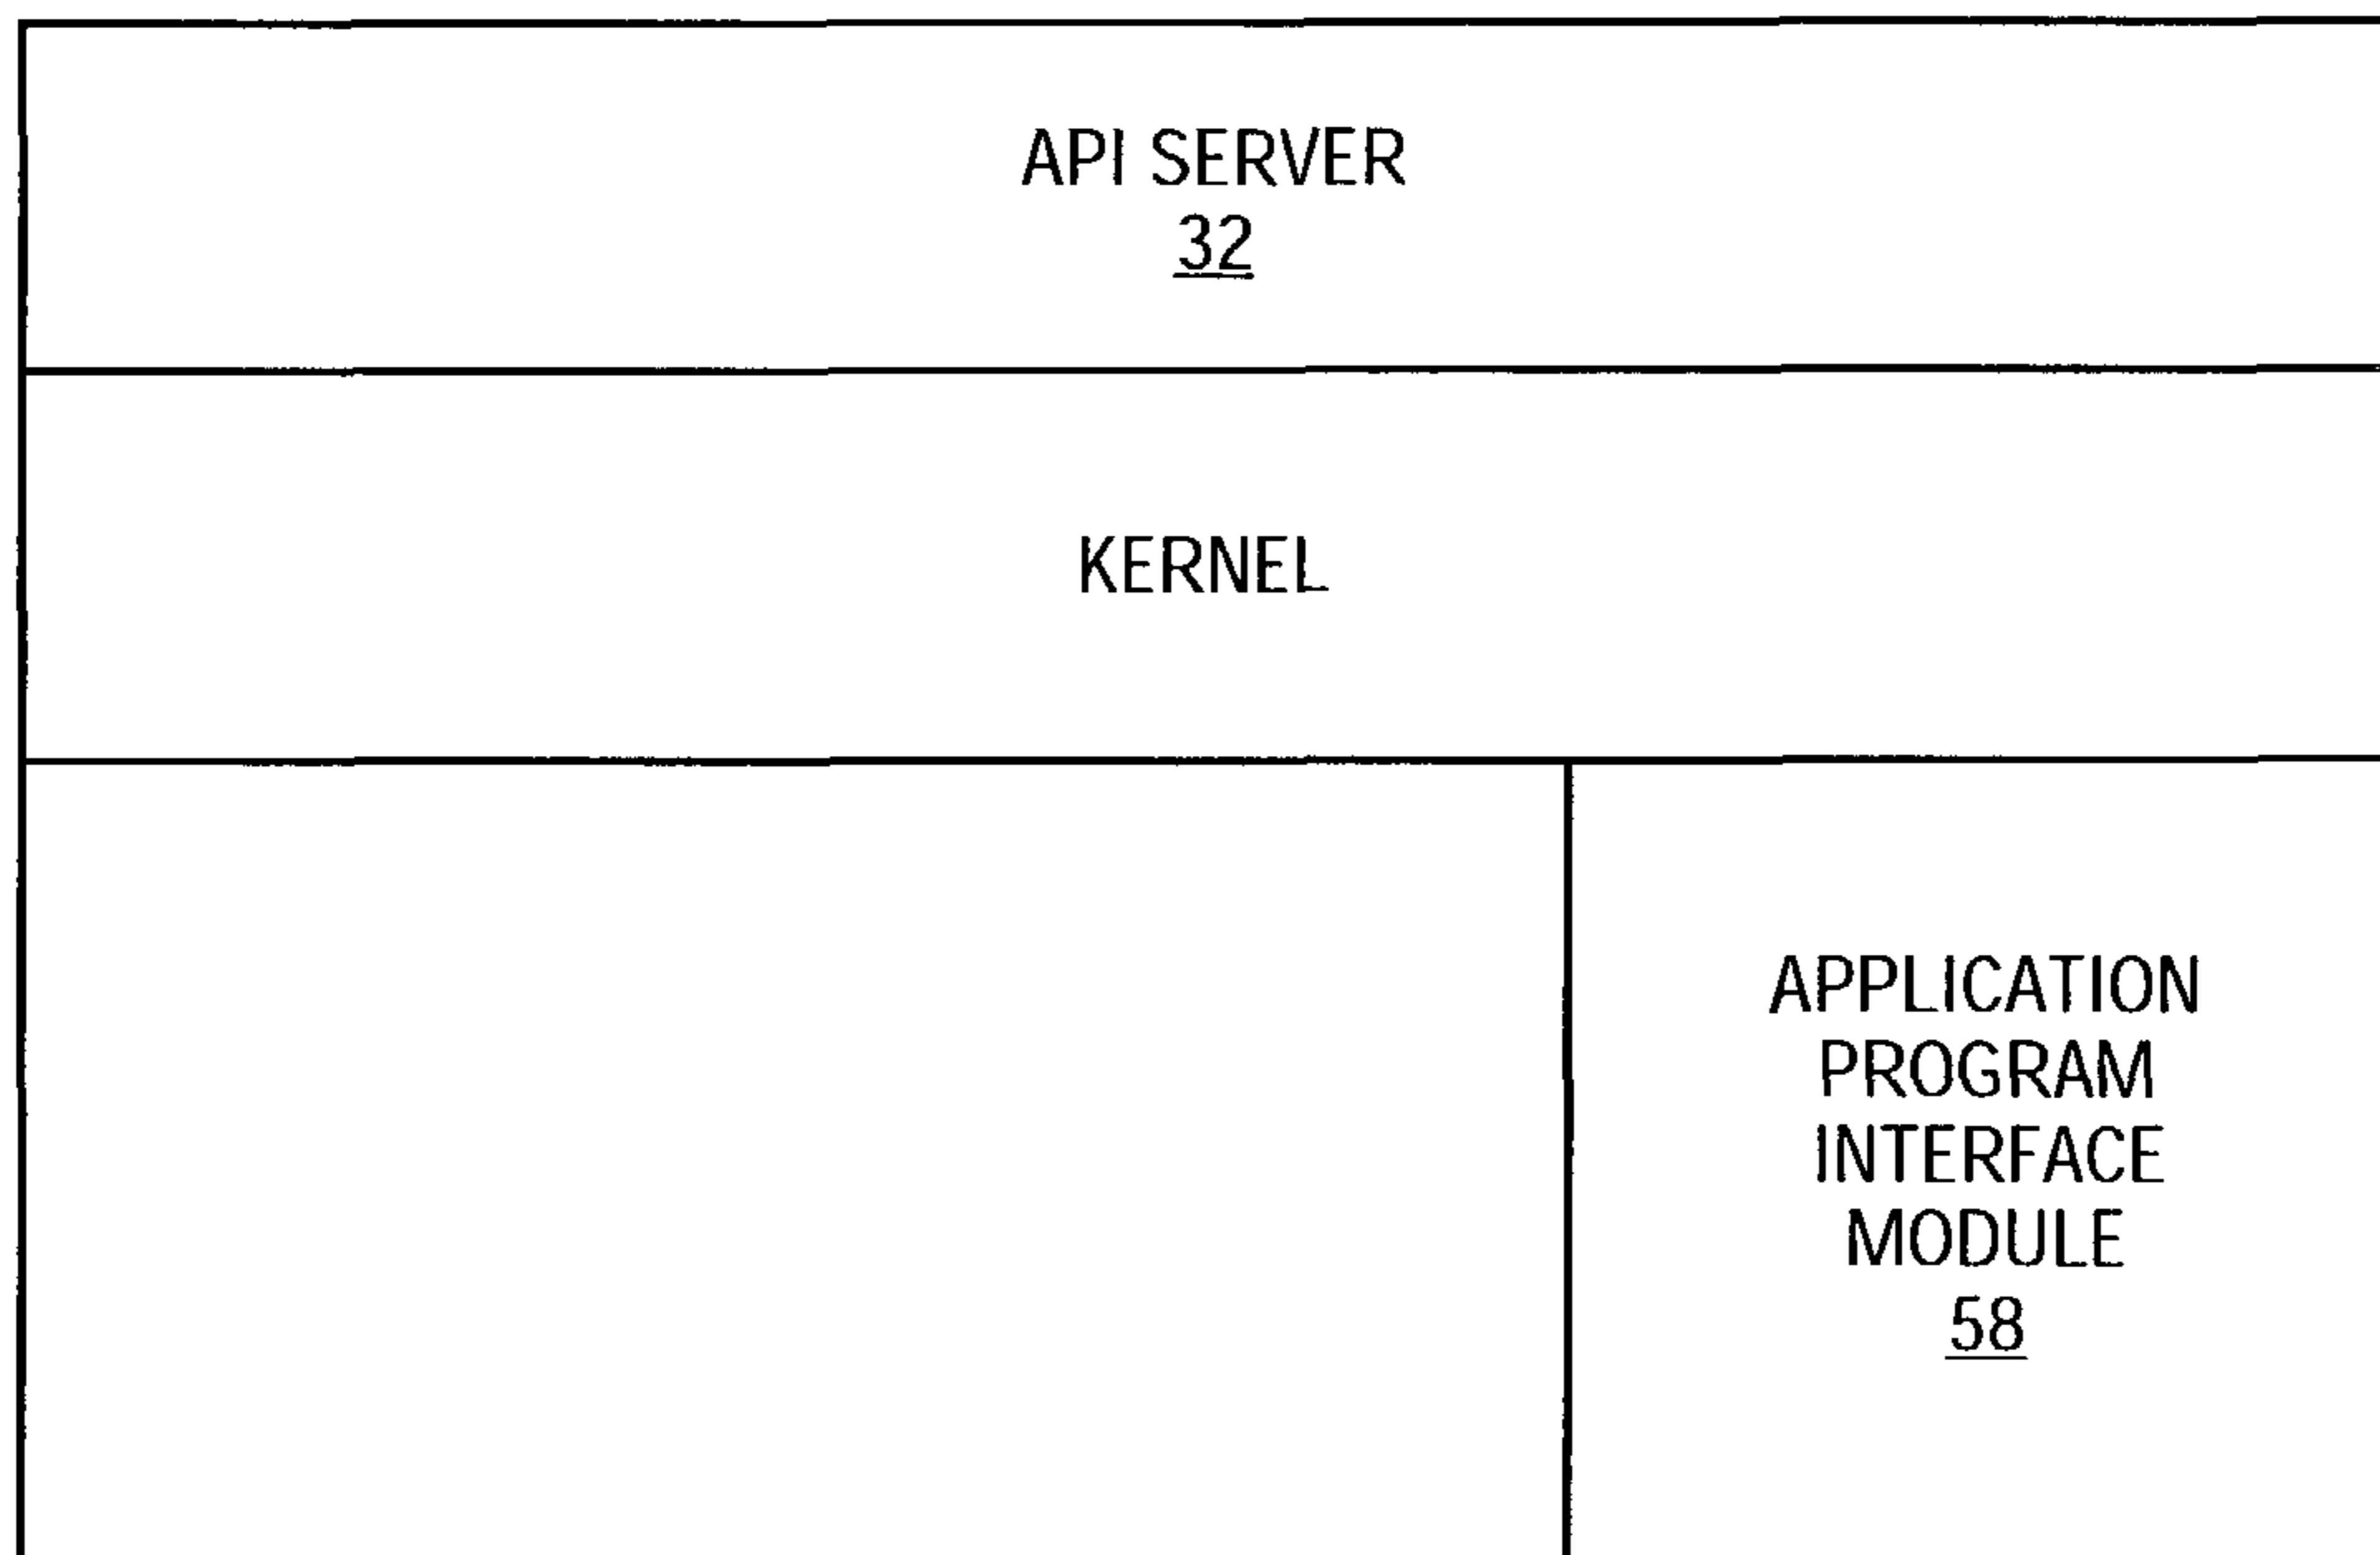 API SERVER
32
KERNEL
APPLICATION
PROGRAM
INTERFACE
MODULE
58